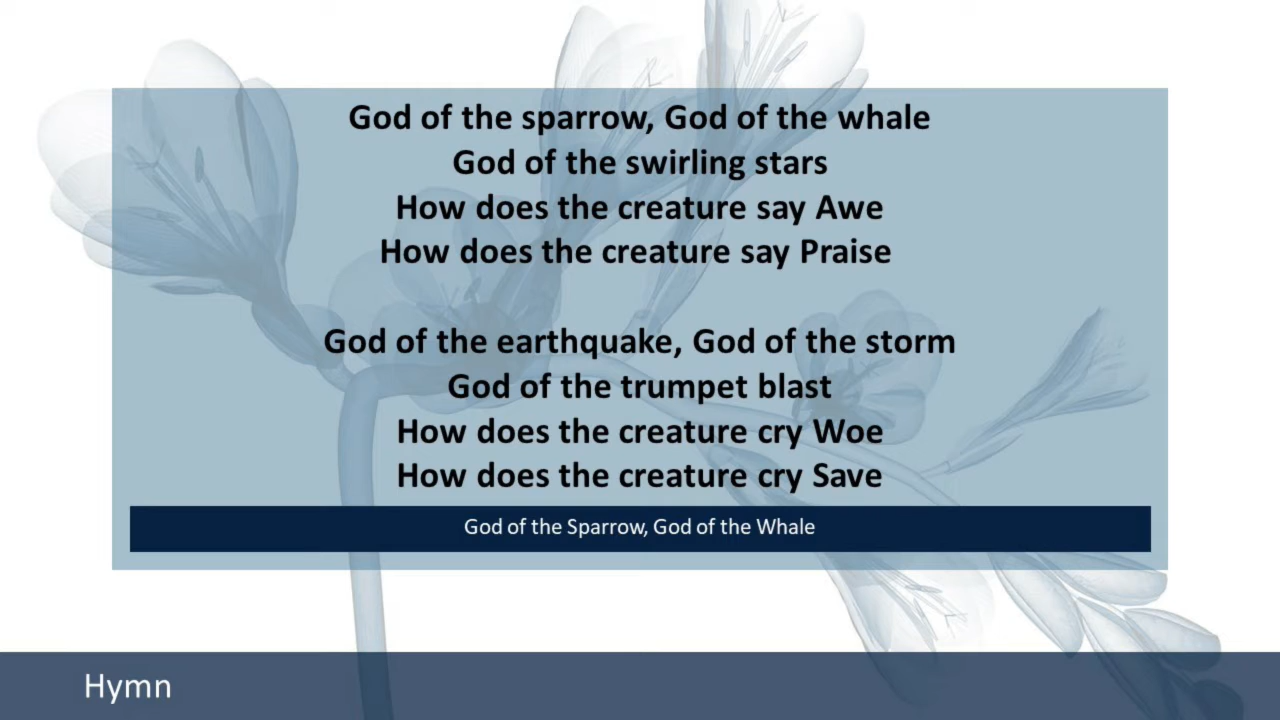 God of the sparrow, God of the whale
God of the swirling stars
How does the creature say Awe
How does the creature say Praise
God of the earthquake, God of the storm
God of the trumpet blast
How does the creature cry Woe
How does the creature cry Save
God of the Sparrow, God of the Whale
Hymn